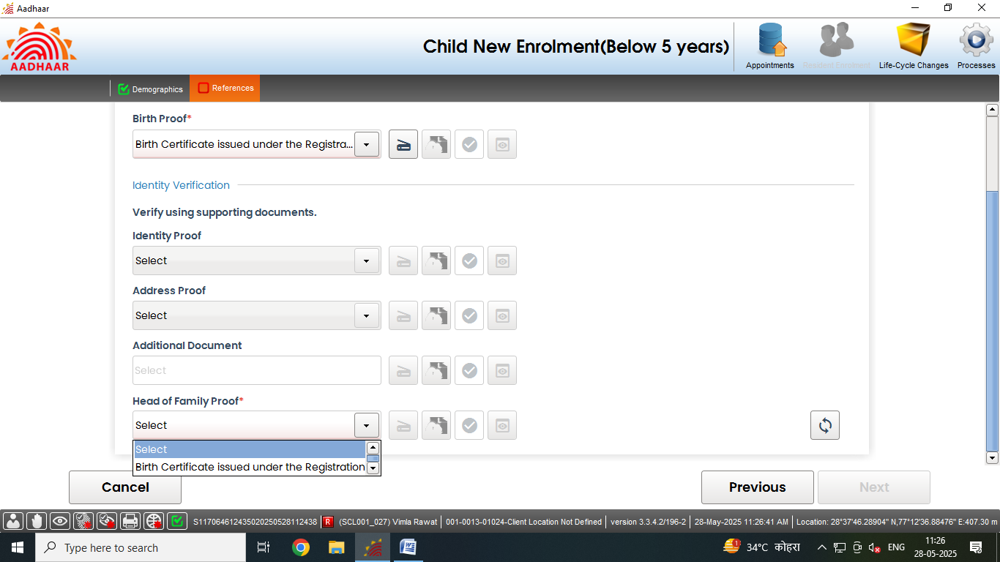 Aadhaar
AADHAAR
Child New Enrolment(Below 5 years)
Appointments
Resident Enrolment
Life-Cycle Changes
Processes
Demographics
References
Birth Proof*
Birth Certificate issued under the Registra...
Identity Verification
Verify using supporting documents.
Identity Proof
Select
Address Proof
Select
Additional Document
Select
Head of Family Proof*
Select
Select
Birth Certificate issued under the Registration
Cancel
Previous
Next
S117064612435020250528112438 R (SCL001_027) Vimla Rawat 001-0013-01024-Client Location Not Defined version 3.3.4.2/196-2 28-May-2025 11:26:41 AM Location: 28°37'46.28904" N,77°12'36.88476" E:407.30 m
Type here to search
W
1
34°C कोहरा
ENG
11:26
28-05-2025